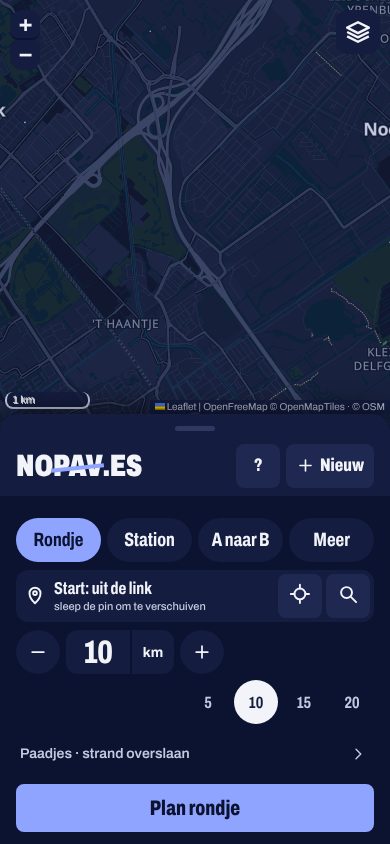 +
−
'T HAANTJE
1 km
Leaflet | OpenFreeMap © OpenMapTiles · © OSM
NOPAV.ES
?
+ Nieuw
Rondje
Station
A naar B
Meer
Start: uit de link
sleep de pin om te verschuiven
− 10 km +
5 10 15 20
Paadjes · strand overslaan
Plan rondje